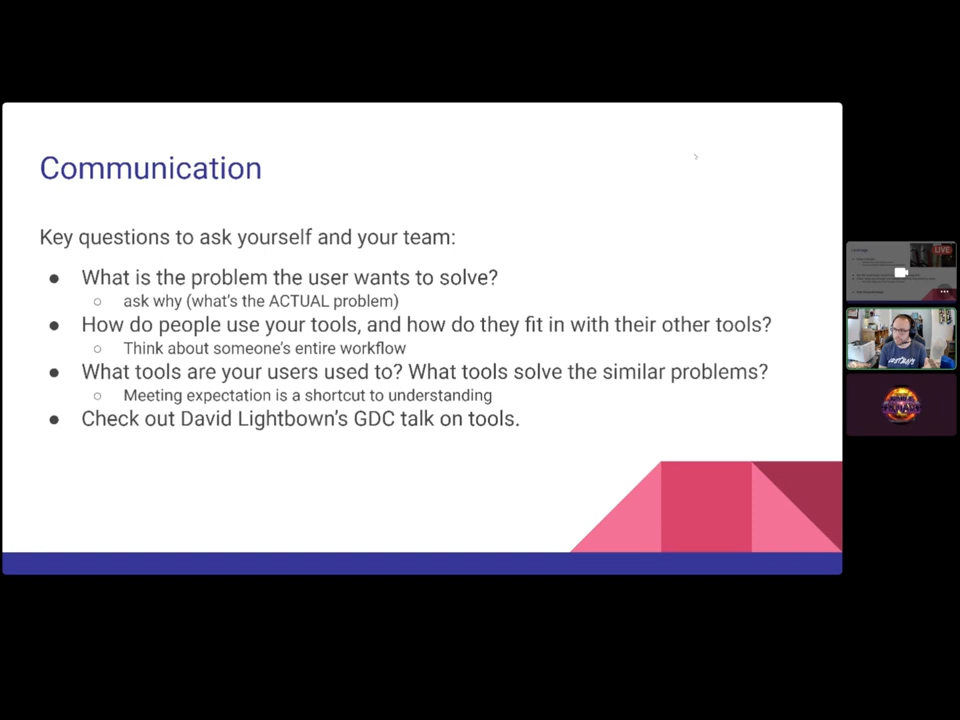 Communication
Key questions to ask yourself and your team:
● What is the problem the user wants to solve?
○ ask why (what's the ACTUAL problem)
● How do people use your tools, and how do they fit in with their other tools?
○ Think about someone's entire workflow
● What tools are your users used to? What tools solve the similar problems?
○ Meeting expectation is a shortcut to understanding
● Check out David Lightbown's GDC talk on tools.
LIVE